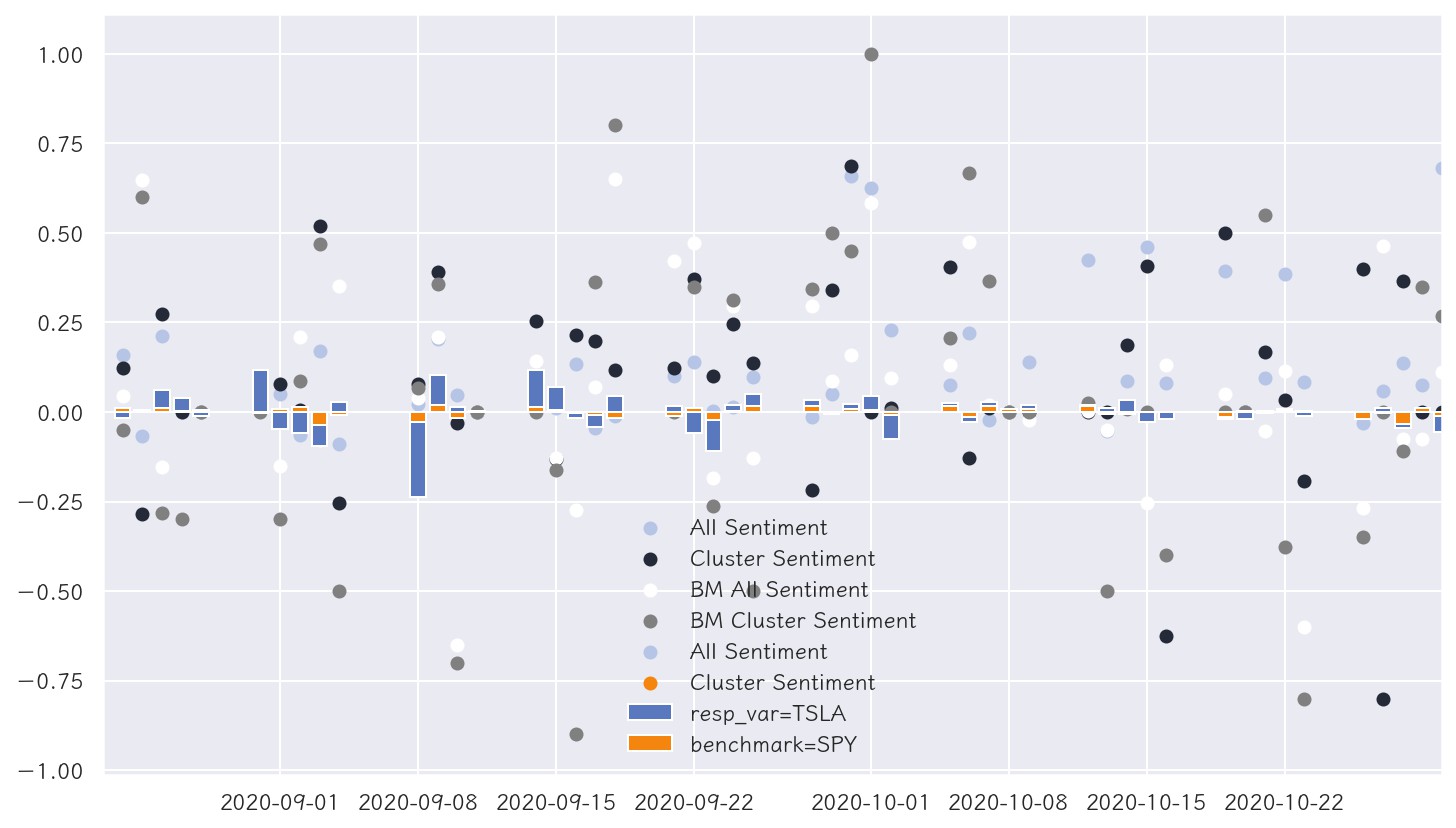 1.00
0.75
0.50
0.25
0.00
−0.25
−0.50
−0.75
−1.00
All Sentiment
Cluster Sentiment
BM All Sentiment
BM Cluster Sentiment
All Sentiment
Cluster Sentiment
resp_var=TSLA
benchmark=SPY
2020-09-01 2020-09-08 2020-09-15 2020-09-22 2020-10-01 2020-10-08 2020-10-15 2020-10-22